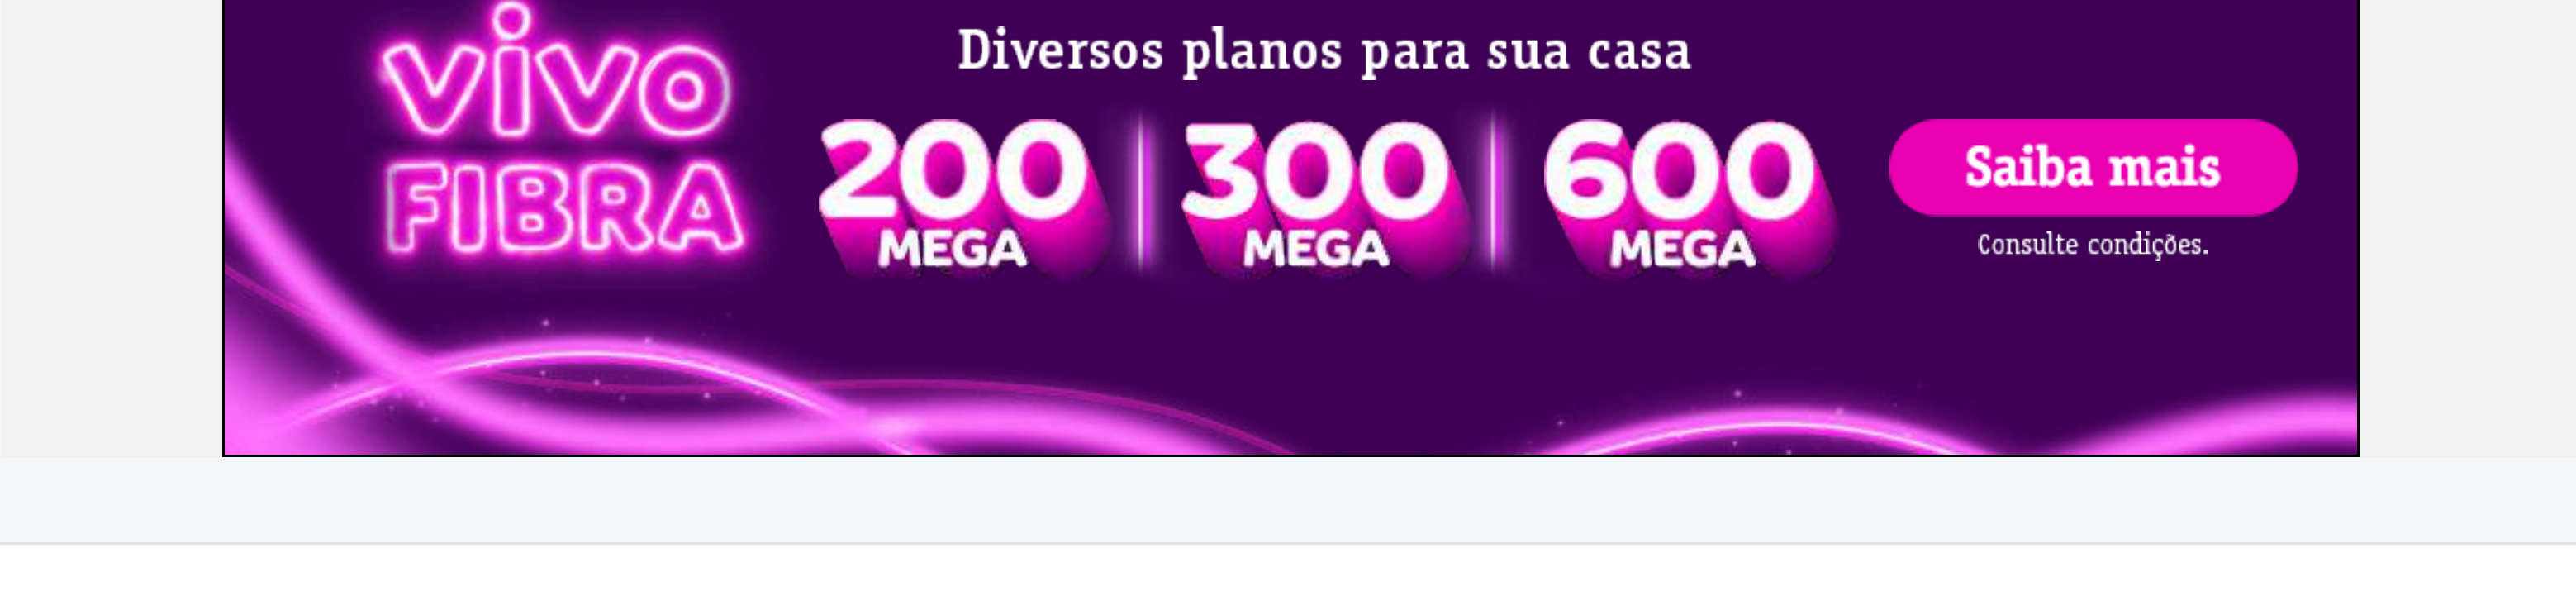 vivo
FIBRA
Diversos planos para sua casa
200 300 600
MEGA MEGA MEGA
Saiba mais
Consulte condições.